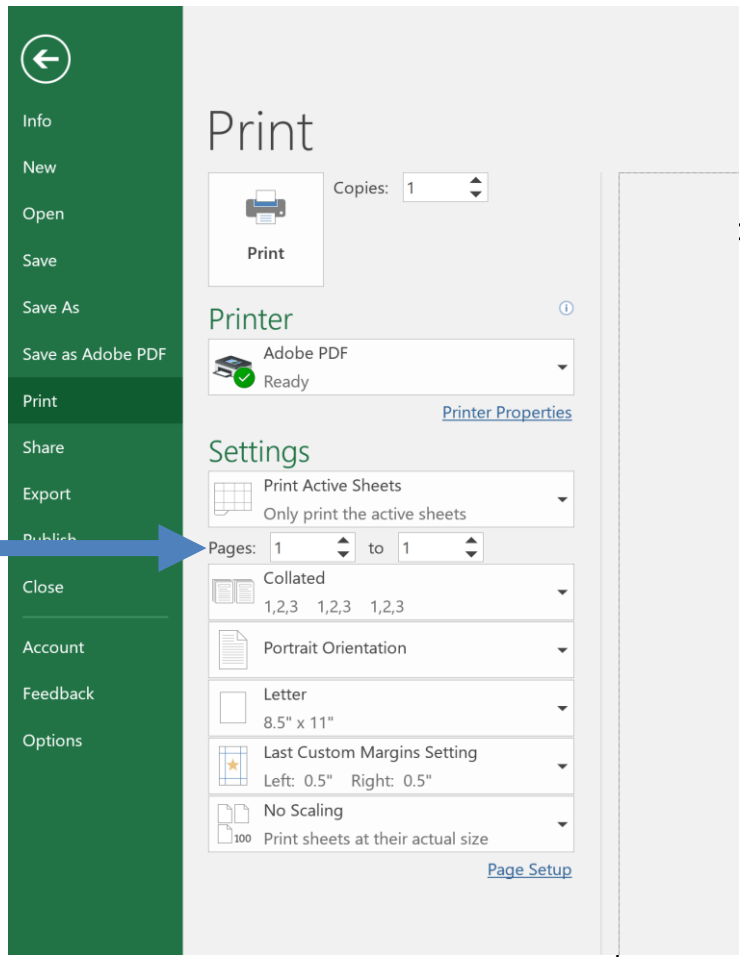 Info
New
Open
Save
Save As
Save as Adobe PDF
Print
Share
Export
Publish
Close
Account
Feedback
Options
Print
Copies: 1
Print
Printer
Adobe PDF
Ready
Printer Properties
Settings
Print Active Sheets
Only print the active sheets
Pages: 1 to 1
Collated
1,2,3 1,2,3 1,2,3
Portrait Orientation
Letter
8.5" x 11"
Last Custom Margins Setting
Left: 0.5" Right: 0.5"
No Scaling
100 Print sheets at their actual size
Page Setup